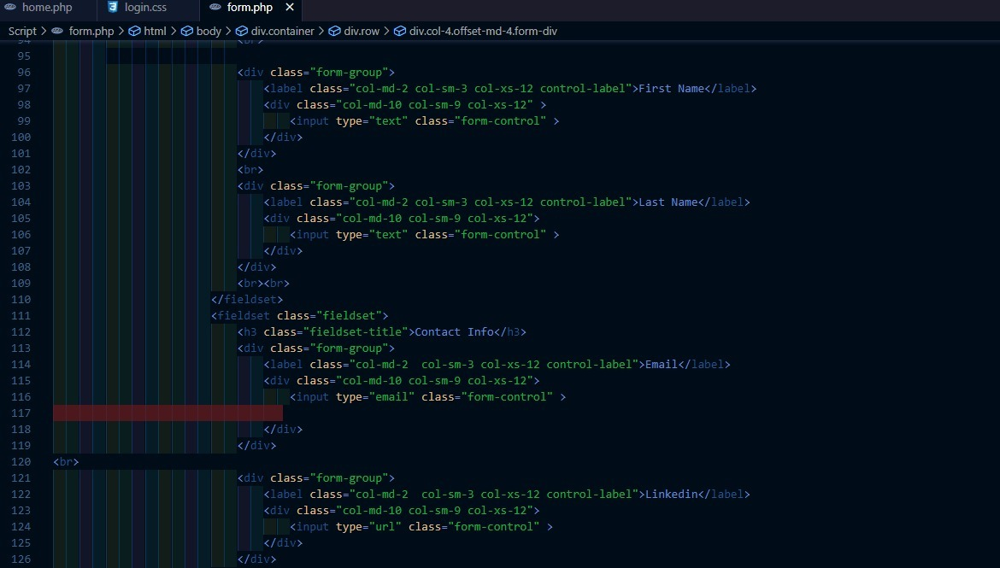 home.php login.css form.php
Script > form.php > html > body > div.container > div.row > div.col-4.offset-md-4.form-div
94 <br>
95
96 <div class="form-group">
97 <label class="col-md-2 col-sm-3 col-xs-12 control-label">First Name</label>
98 <div class="col-md-10 col-sm-9 col-xs-12" >
99 <input type="text" class="form-control" >
100 </div>
101 </div>
102 <br>
103 <div class="form-group">
104 <label class="col-md-2 col-sm-3 col-xs-12 control-label">Last Name</label>
105 <div class="col-md-10 col-sm-9 col-xs-12">
106 <input type="text" class="form-control" >
107 </div>
108 </div>
109 <br><br>
110 </fieldset>
111 <fieldset class="fieldset">
112 <h3 class="fieldset-title">Contact Info</h3>
113 <div class="form-group">
114 <label class="col-md-2  col-sm-3 col-xs-12 control-label">Email</label>
115 <div class="col-md-10 col-sm-9 col-xs-12">
116 <input type="email" class="form-control" >
117
118 </div>
119 </div>
120 <br>
121 <div class="form-group">
122 <label class="col-md-2  col-sm-3 col-xs-12 control-label">Linkedin</label>
123 <div class="col-md-10 col-sm-9 col-xs-12">
124 <input type="url" class="form-control" >
125 </div>
126 </div>